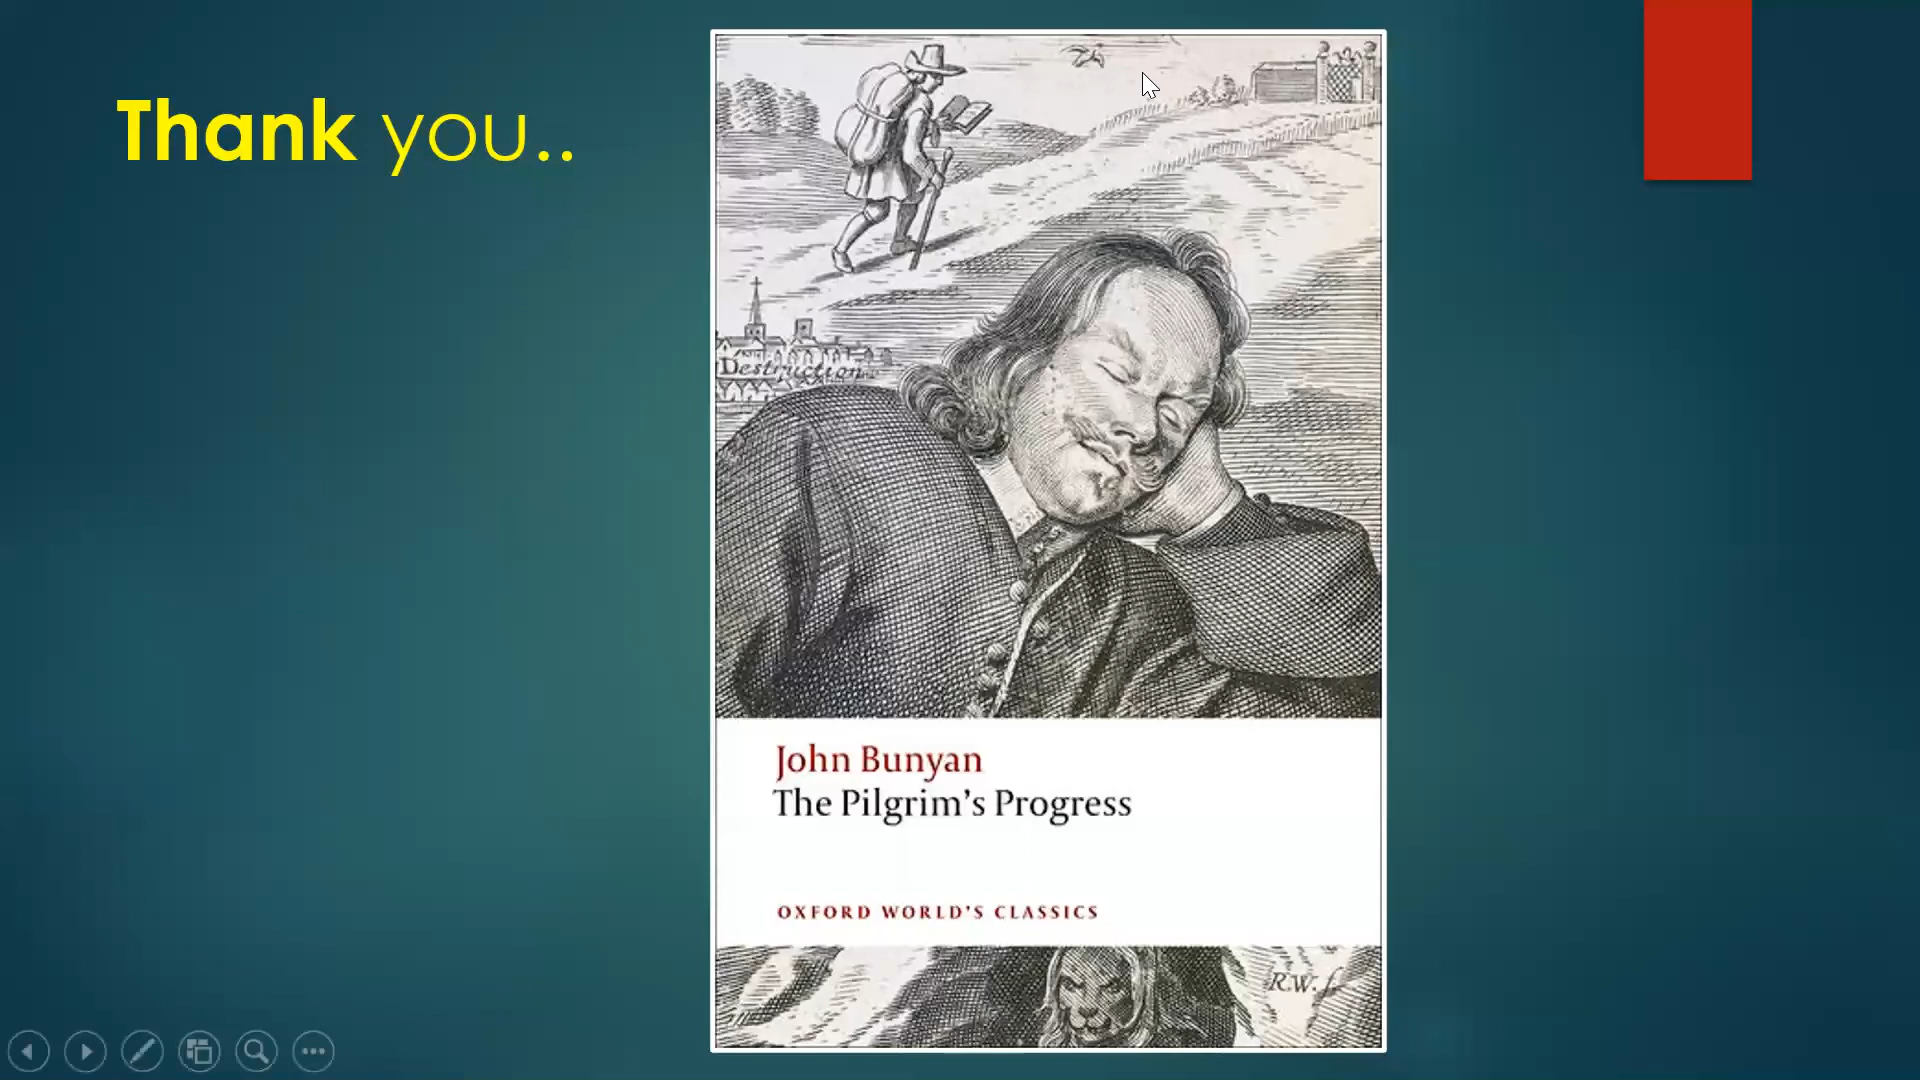 Thank you..
Destruction
John Bunyan
The Pilgrim's Progress
OXFORD WORLD'S CLASSICS
R.W. f.